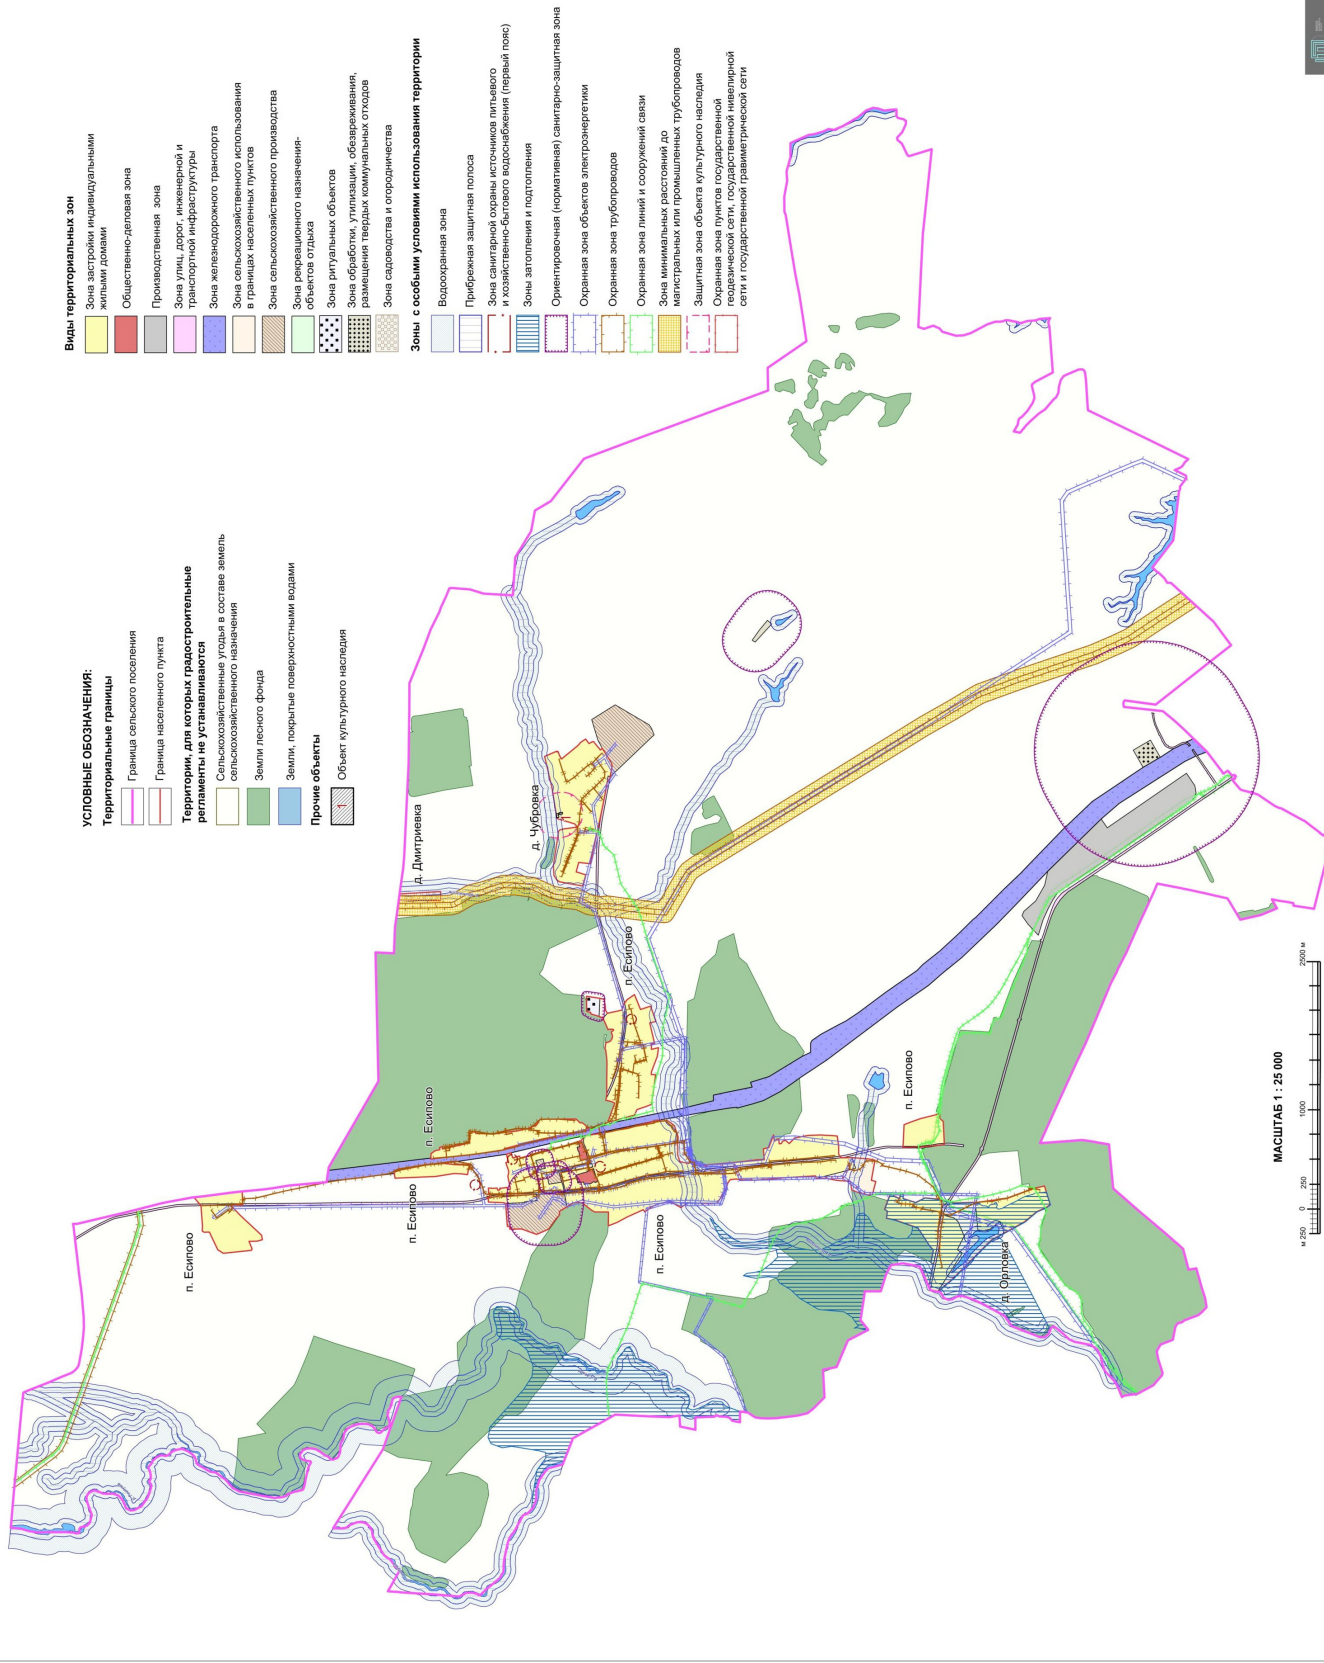 УСЛОВНЫЕ ОБОЗНАЧЕНИЯ:
Территориальные границы
Граница сельского поселения
Граница населенного пункта
Территории, для которых градостроительные
регламенты не устанавливаются
Сельскохозяйственные угодья в составе земель
сельскохозяйственного назначения
Земли лесного фонда
Земли, покрытые поверхностными водами
Прочие объекты
1
Объект культурного наследия
Виды территориальных зон
Зона застройки индивидуальными
жилыми домами
Общественно-деловая зона
Производственная зона
Зона улиц, дорог, инженерной и
транспортной инфраструктуры
Зона железнодорожного транспорта
Зона сельскохозяйственного использования
в границах населенных пунктов
Зона сельскохозяйственного производства
Зона рекреационного назначения-
объектов отдыха
Зона ритуальных объектов
Зона обработки, утилизации, обезвреживания,
размещения твердых коммунальных отходов
Зона садоводства и огородничества
Зоны с особыми условиями использования территории
Водоохранная зона
Прибрежная защитная полоса
Зона санитарной охраны источников питьевого
и хозяйственно-бытового водоснабжения (первый пояс)
Зоны затопления и подтопления
Ориентировочная (нормативная) санитарно-защитная зона
Охранная зона объектов электроэнергетики
Охранная зона трубопроводов
Охранная зона линий и сооружений связи
Зона минимальных расстояний до
магистральных или промышленных трубопроводов
Защитная зона объекта культурного наследия
Охранная зона пунктов государственной
геодезической сети, государственной нивелирной
сети и государственной гравиметрической сети
п. Есипово
п. Есипово
п. Есипово
д. Дмитриевка
д. Чубровка
п. Есипово
п. Есипово
п. Есипово
д. Орловка
МАСШТАБ 1 : 25 000
м 250 0 250 1000 2500 м